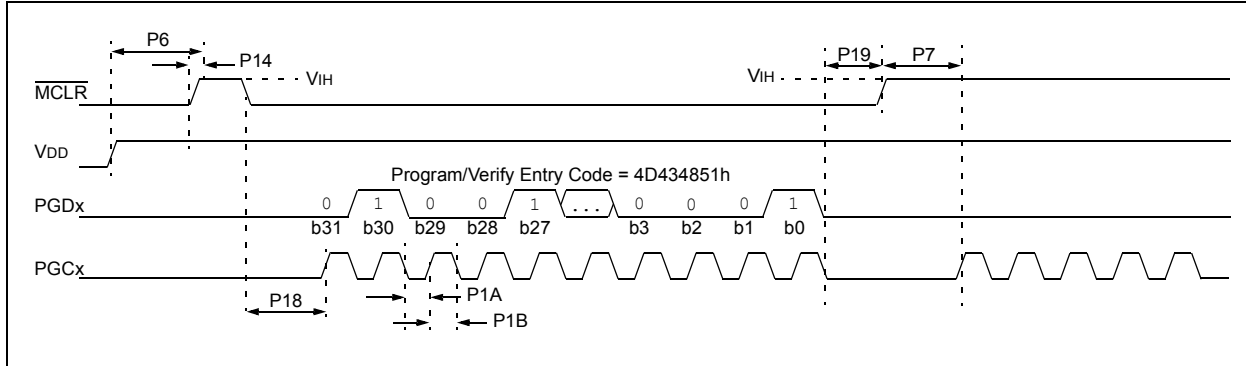 P6
P14
P19
P7
VIH
VIH
MCLR
VDD
Program/Verify Entry Code = 4D434851h
PGDx
0 1 0 0 1 ... 0 0 0 1
b31 b30 b29 b28 b27 b3 b2 b1 b0
PGCx
P18
P1A
P1B